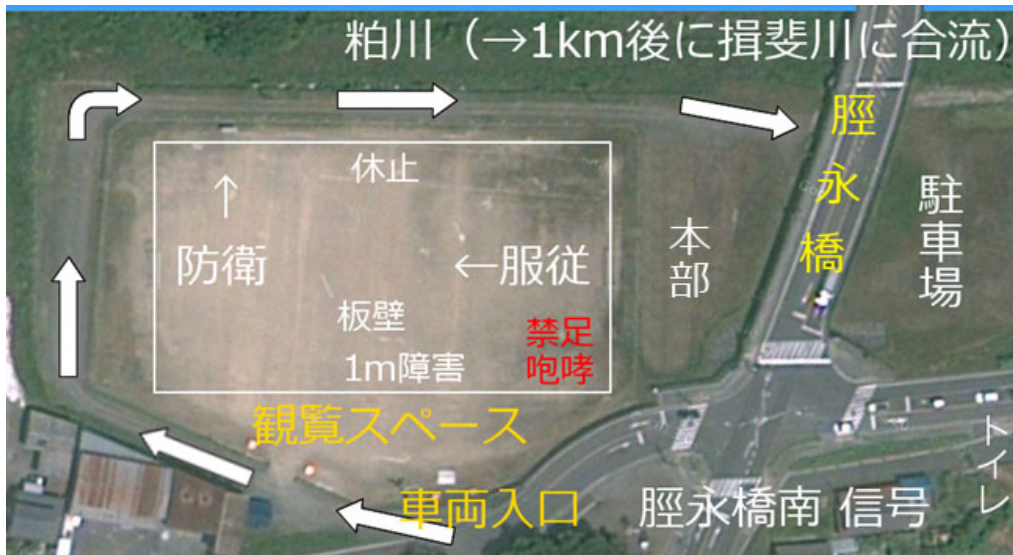 粕川（→1km後に揖斐川に合流）
脛永橋
休止
↑
防衛
←服従
本部
駐車場
板壁
1m障害
禁足
咆哮
観覧スペース
車両入口
脛永橋南 信号
トイレ